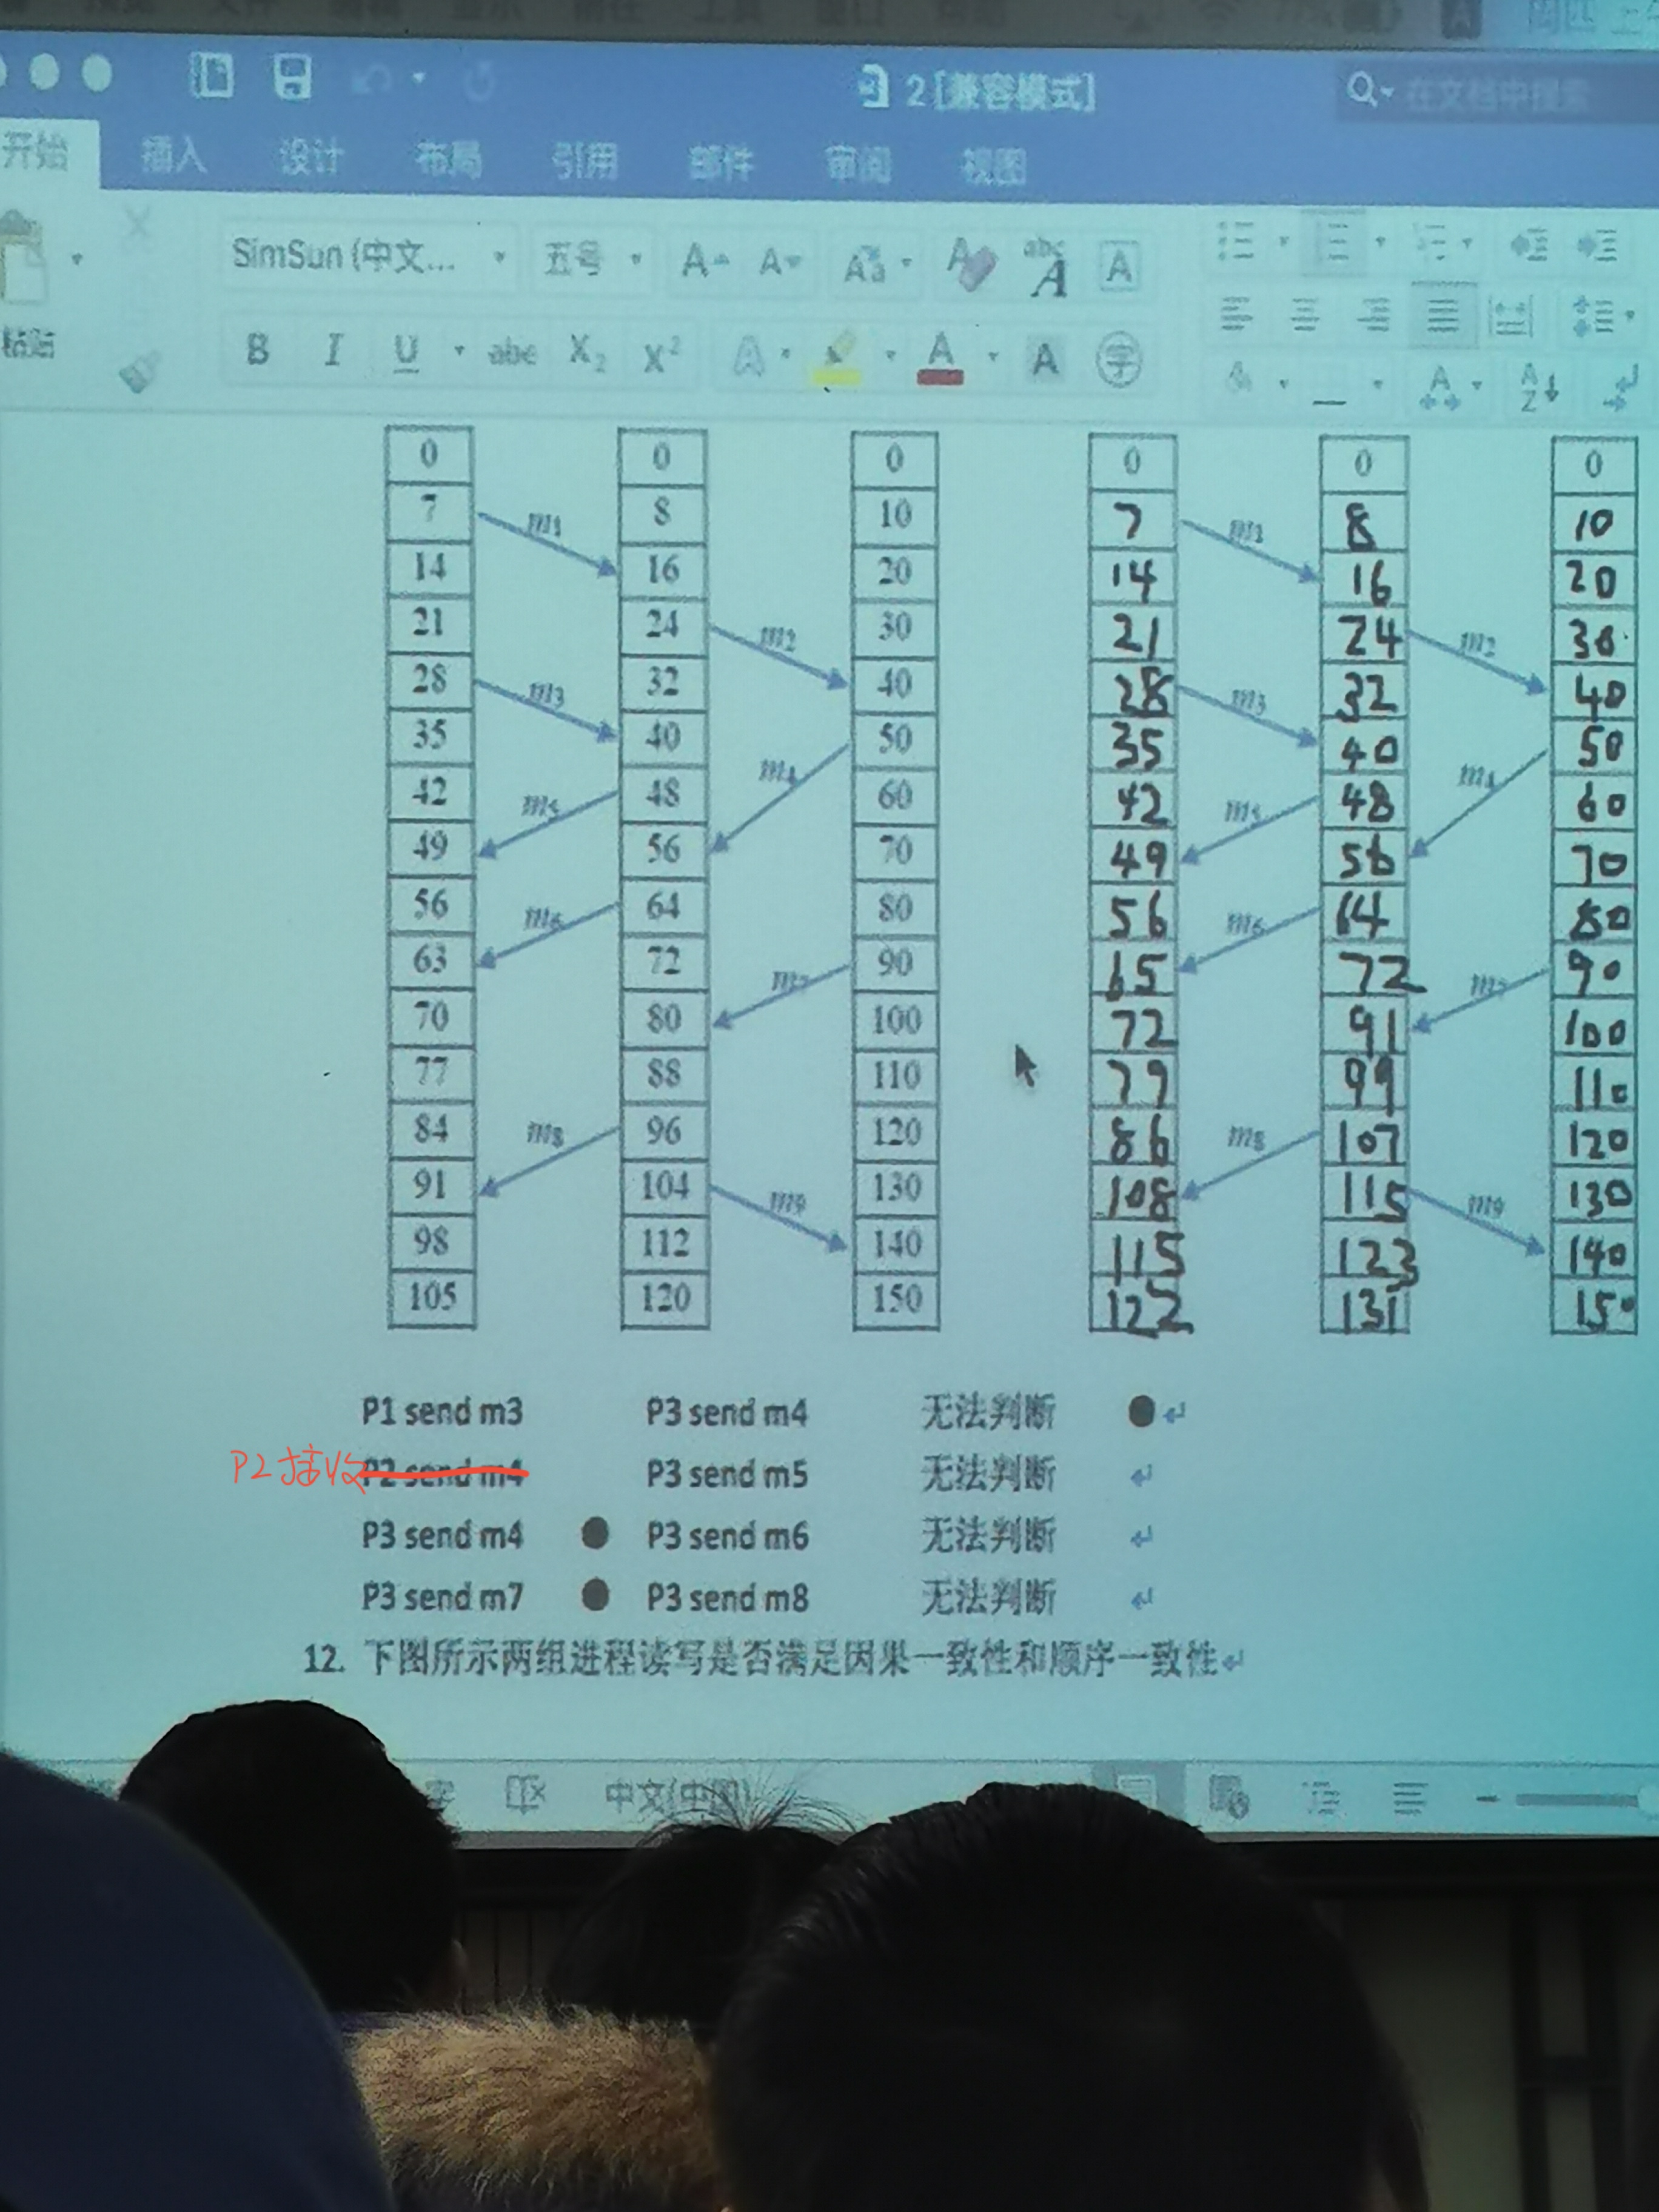 2 [兼容模式]
在文档中搜索
开始 插入 设计 布局 引用 邮件 审阅 视图
SimSun (中文... 五号 A A Aa A abc A A
粘贴 B I U abc X₂ X² A A A 字 A A Z
0 0 0 0 0 0
7 m1 8 10 7 m1 8 10
14 16 20 14 16 20
21 24 m2 30 21 24 m2 30
28 m3 32 40 28 m3 32 40
35 40 50 35 40 50
42 m5 48 m4 60 42 m5 48 m4 60
49 56 70 49 56 70
56 m6 64 80 56 m6 64 80
63 72 m7 90 65 72 m7 90
70 80 100 72 91 100
77 88 110 79 99 110
84 m8 96 120 86 m8 107 120
91 104 m9 130 108 115 m9 130
98 112 140 115 123 140
105 120 150 122 131 150
P1 send m3 P3 send m4 无法判断 ●
P2接收 P2 send m4 P3 send m5 无法判断
P3 send m4 ● P3 send m6 无法判断
P3 send m7 ● P3 send m8 无法判断
12. 下图所示两组进程读写是否满足因果一致性和顺序一致性
字 中文(中国)